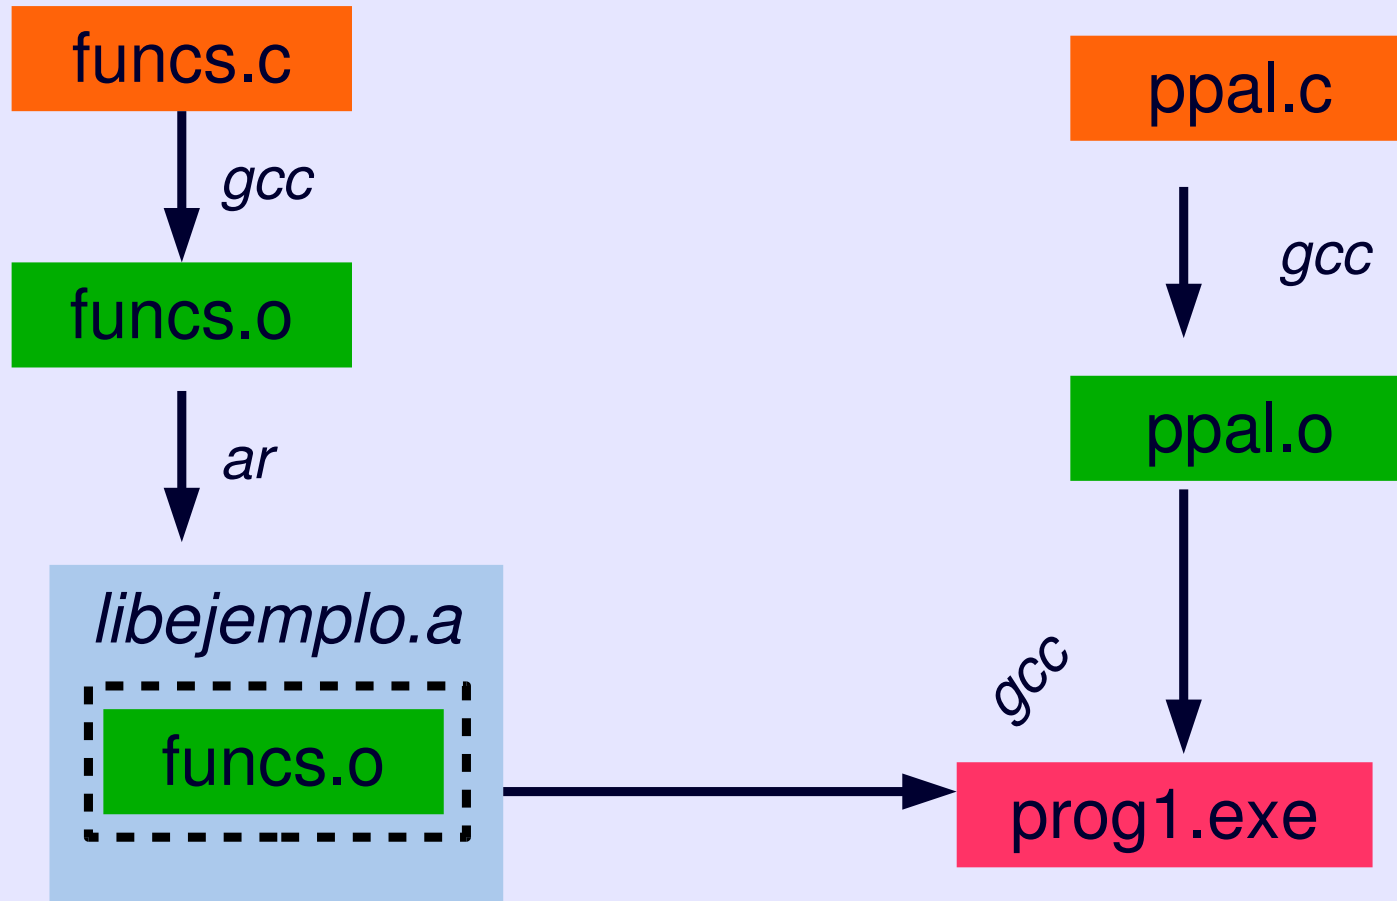 funcs.c
ppal.c
gcc
gcc
funcs.o
ppal.o
ar
libejemplo.a
gcc
funcs.o
prog1.exe